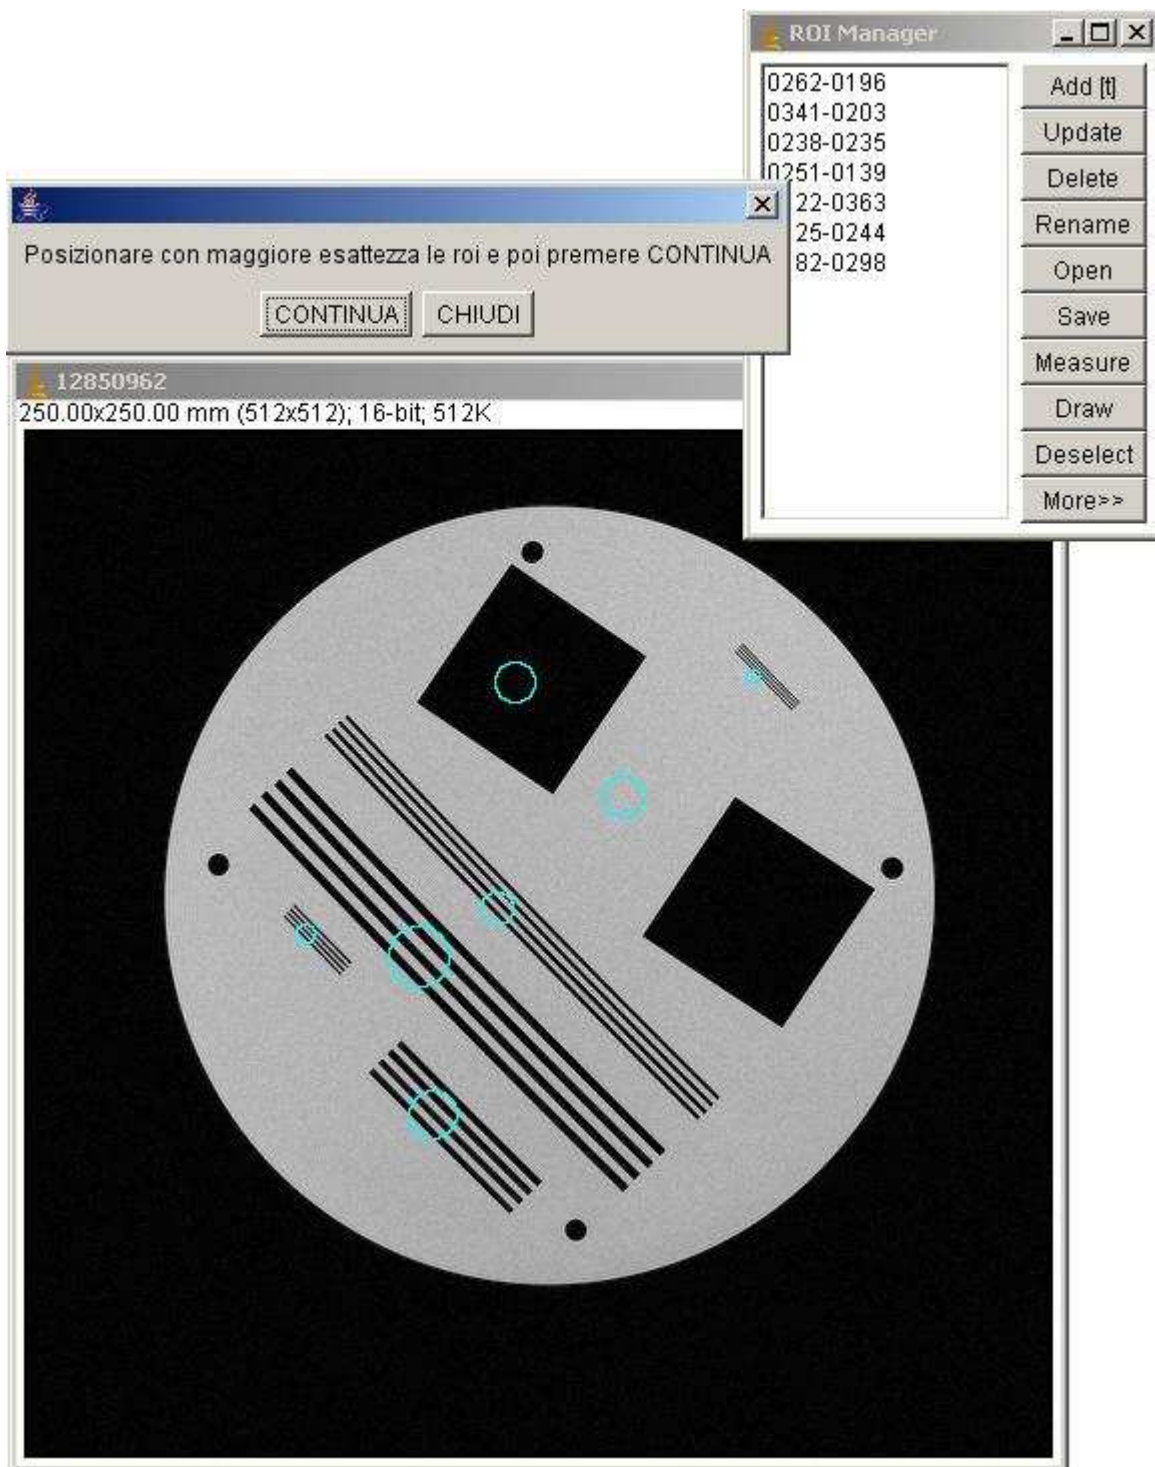 ROI Manager
0262-0196
0341-0203
0238-0235
0251-0139
22-0363
25-0244
82-0298
Add [t]
Update
Delete
Rename
Open
Save
Measure
Draw
Deselect
More>>
Posizionare con maggiore esattezza le roi e poi premere CONTINUA
CONTINUA
CHIUDI
12850962
250.00x250.00 mm (512x512); 16-bit; 512K